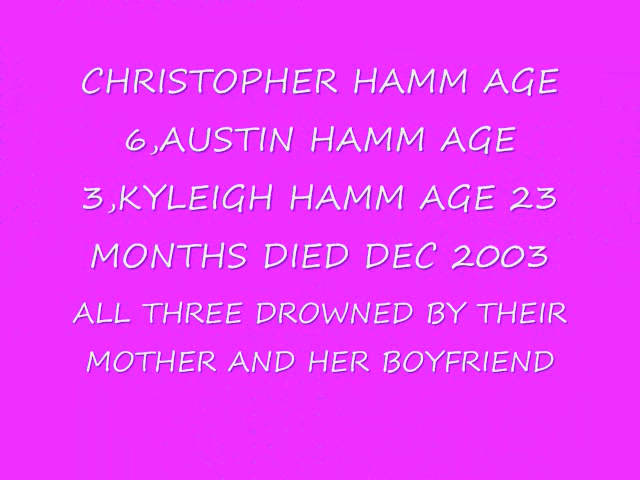 CHRISTOPHER HAMM AGE
6,AUSTIN HAMM AGE
3,KYLEIGH HAMM AGE 23
MONTHS DIED DEC 2003
ALL THREE DROWNED BY THEIR
MOTHER AND HER BOYFRIEND